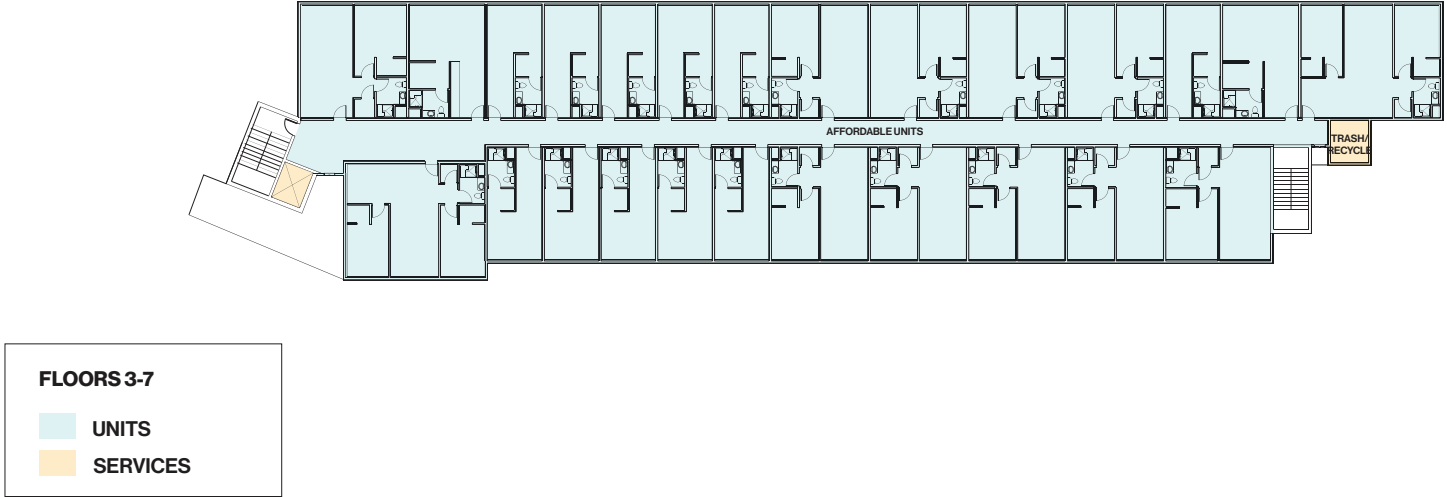 AFFORDABLE UNITS
TRASH/
RECYCLE
FLOORS 3-7
UNITS
SERVICES